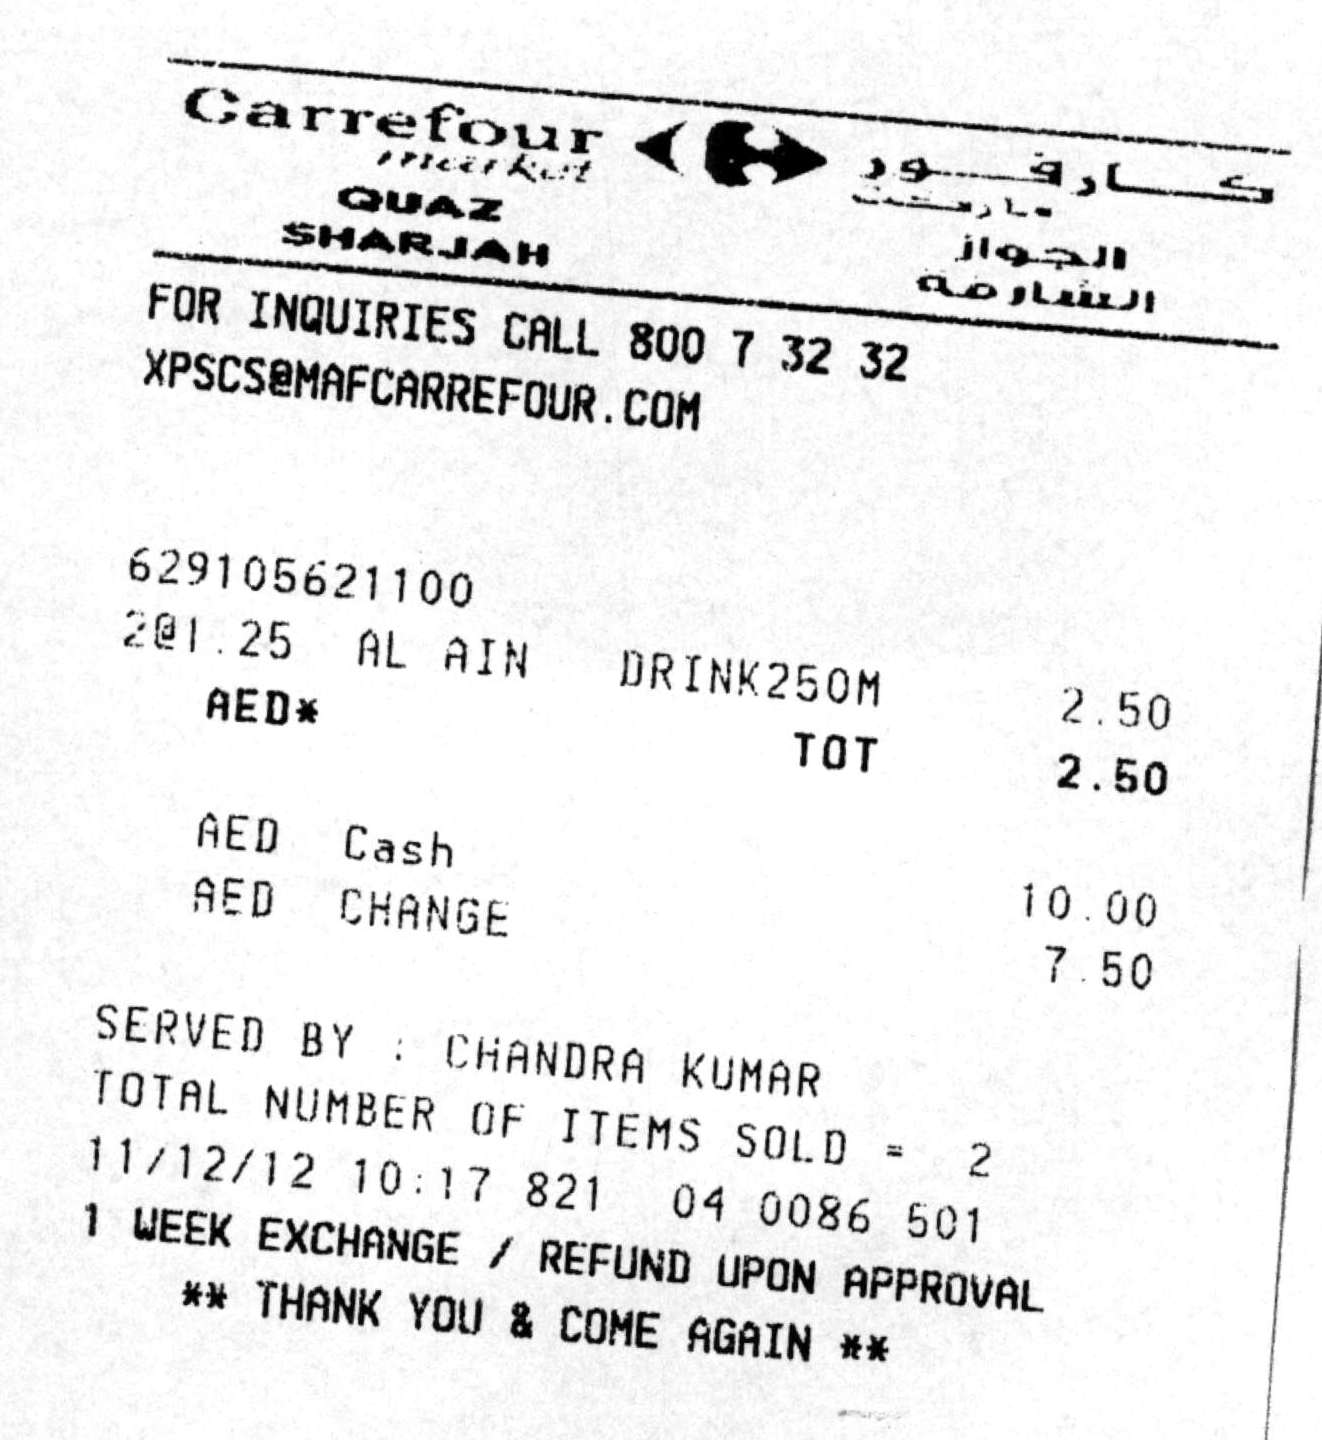 Carrefour كارفور
market ماركت
QUAZ الجواز
SHARJAH الشارقة
FOR INQUIRIES CALL 800 7 32 32
XPSCS@MAFCARREFOUR.COM
629105621100
2@1.25 AL AIN DRINK250M 2.50
AED* TOT 2.50
AED Cash 10.00
AED CHANGE 7.50
SERVED BY : CHANDRA KUMAR
TOTAL NUMBER OF ITEMS SOLD = 2
11/12/12 10:17 821 04 0086 501
1 WEEK EXCHANGE / REFUND UPON APPROVAL
** THANK YOU & COME AGAIN **